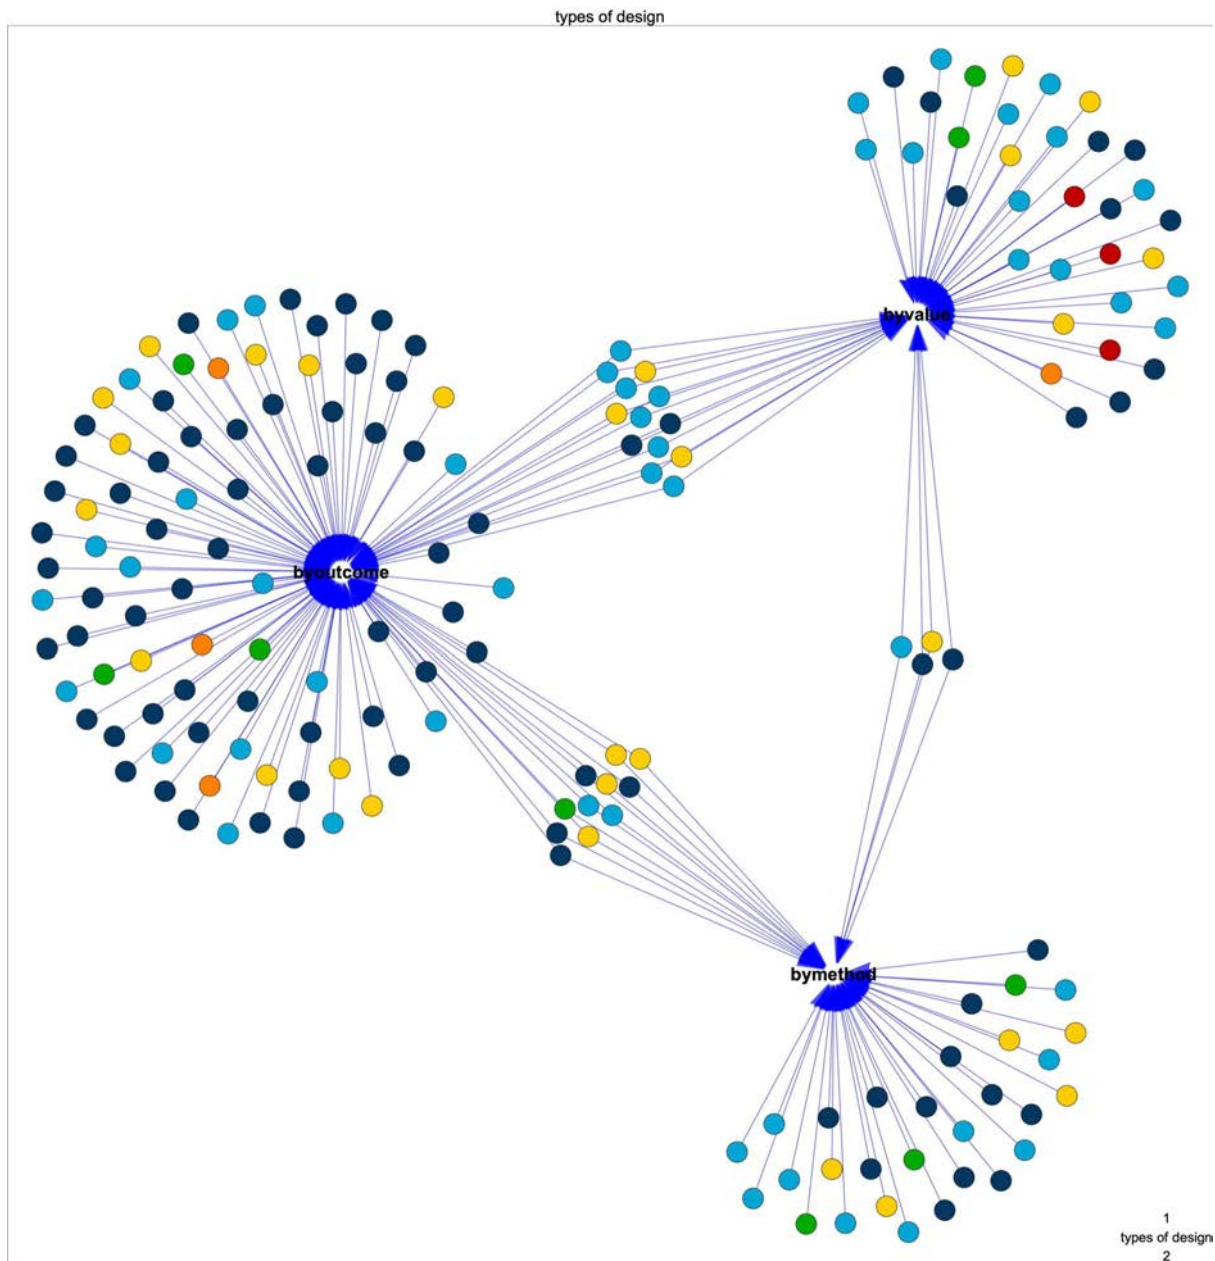 types of design
byvalue
byoutcome
bymethod
1
types of design
2